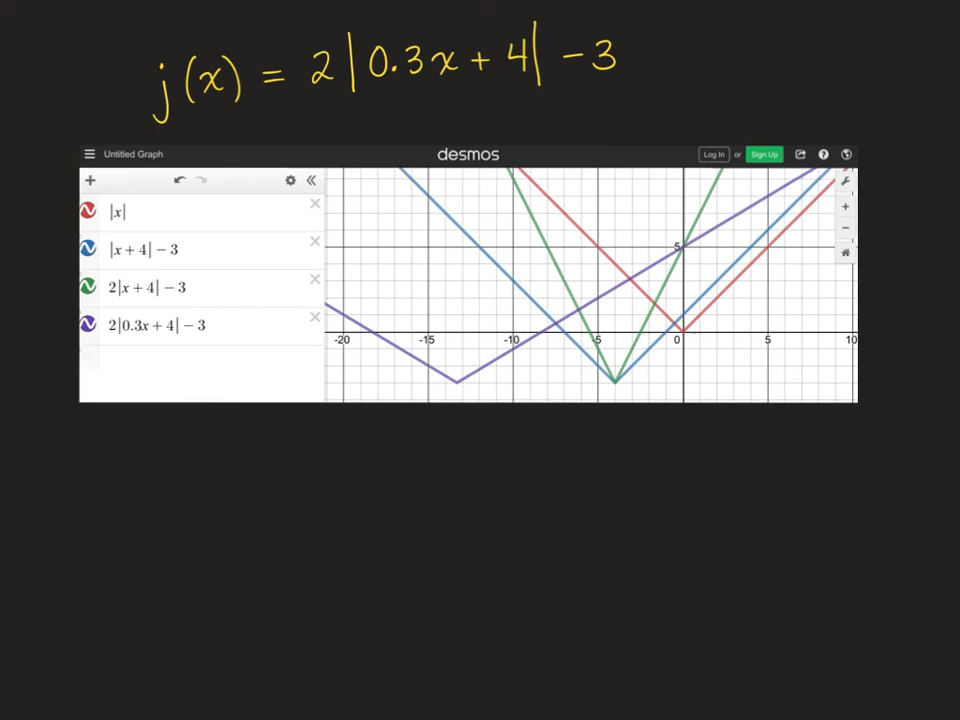 j(x) = 2|0.3x + 4| - 3
Untitled Graph
desmos
Log In or Sign Up
|x|
|x + 4| − 3
2|x + 4| − 3
2|0.3x + 4| − 3
5
-20 -15 -10 -5 0 5 10